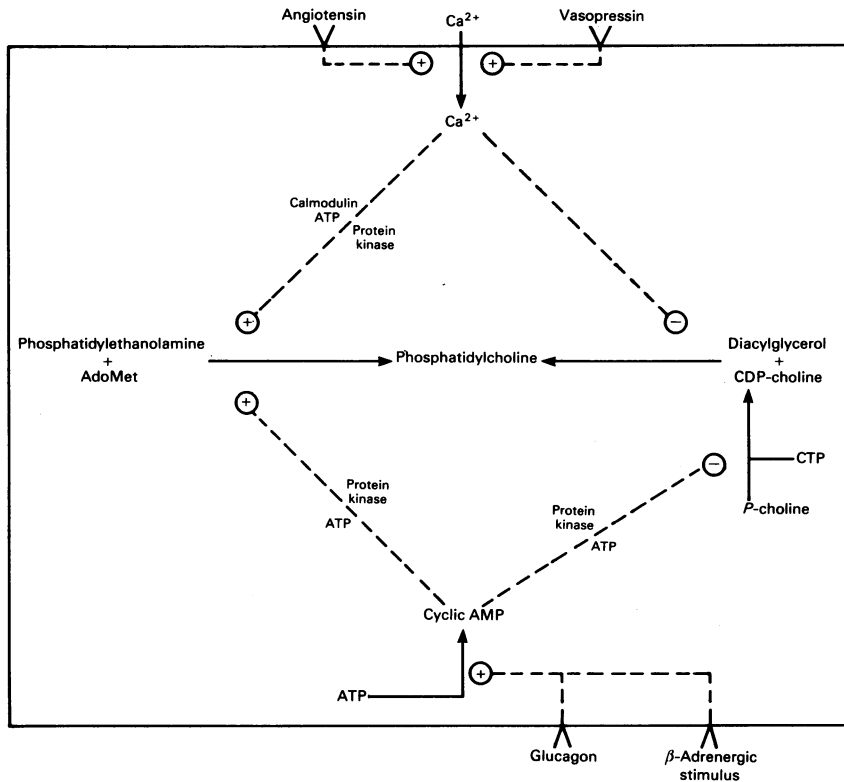 Angiotensin
Ca2+
Vasopressin
+
+
Ca2+
Calmodulin
ATP
Protein
kinase
+
−
Phosphatidylethanolamine
+
AdoMet
Phosphatidylcholine
Diacylglycerol
+
CDP-choline
+
−
CTP
P-choline
Protein
kinase
ATP
Protein
kinase
ATP
Cyclic AMP
+
ATP
Glucagon
β-Adrenergic
stimulus